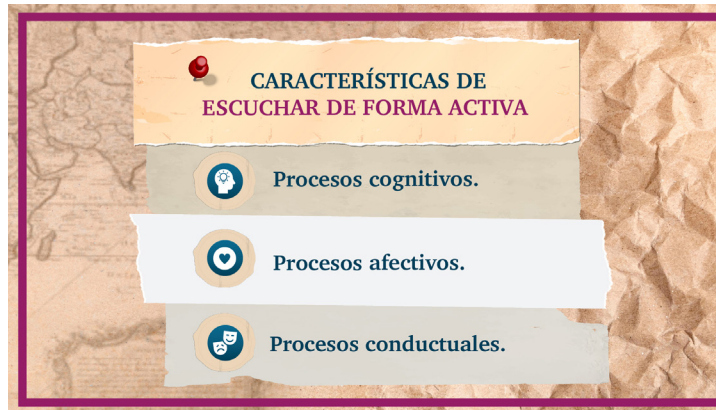 CARACTERÍSTICAS DE
ESCUCHAR DE FORMA ACTIVA
Procesos cognitivos.
Procesos afectivos.
Procesos conductuales.